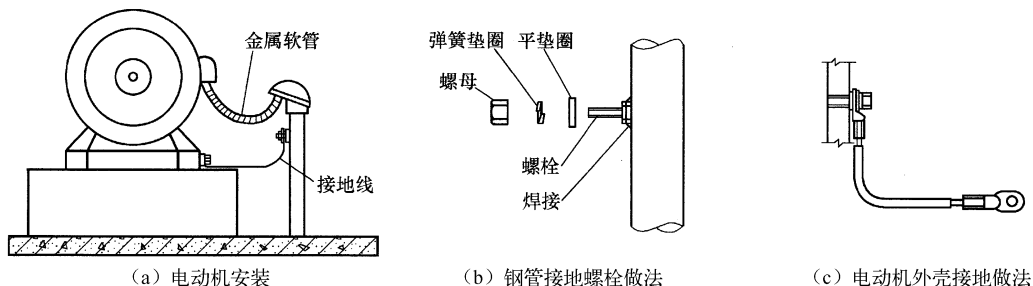 金属软管
接地线
(a) 电动机安装
弹簧垫圈
平垫圈
螺母
螺栓
焊接
(b) 钢管接地螺栓做法
(c) 电动机外壳接地做法